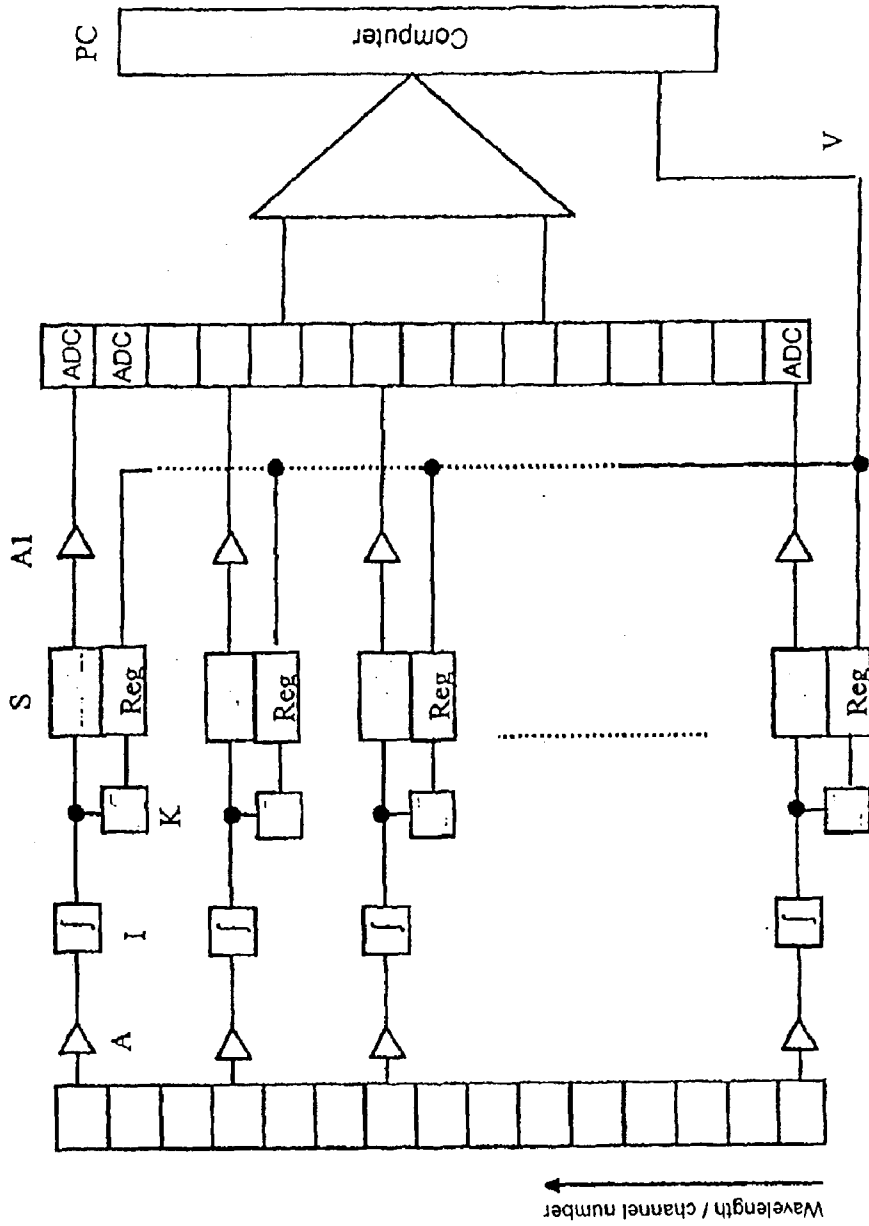 PC
Computer
V
ADC
ADC
ADC
A1
S
Reg
Reg
Reg
Reg
K
I
∫
∫
∫
∫
A
Wavelength / channel number